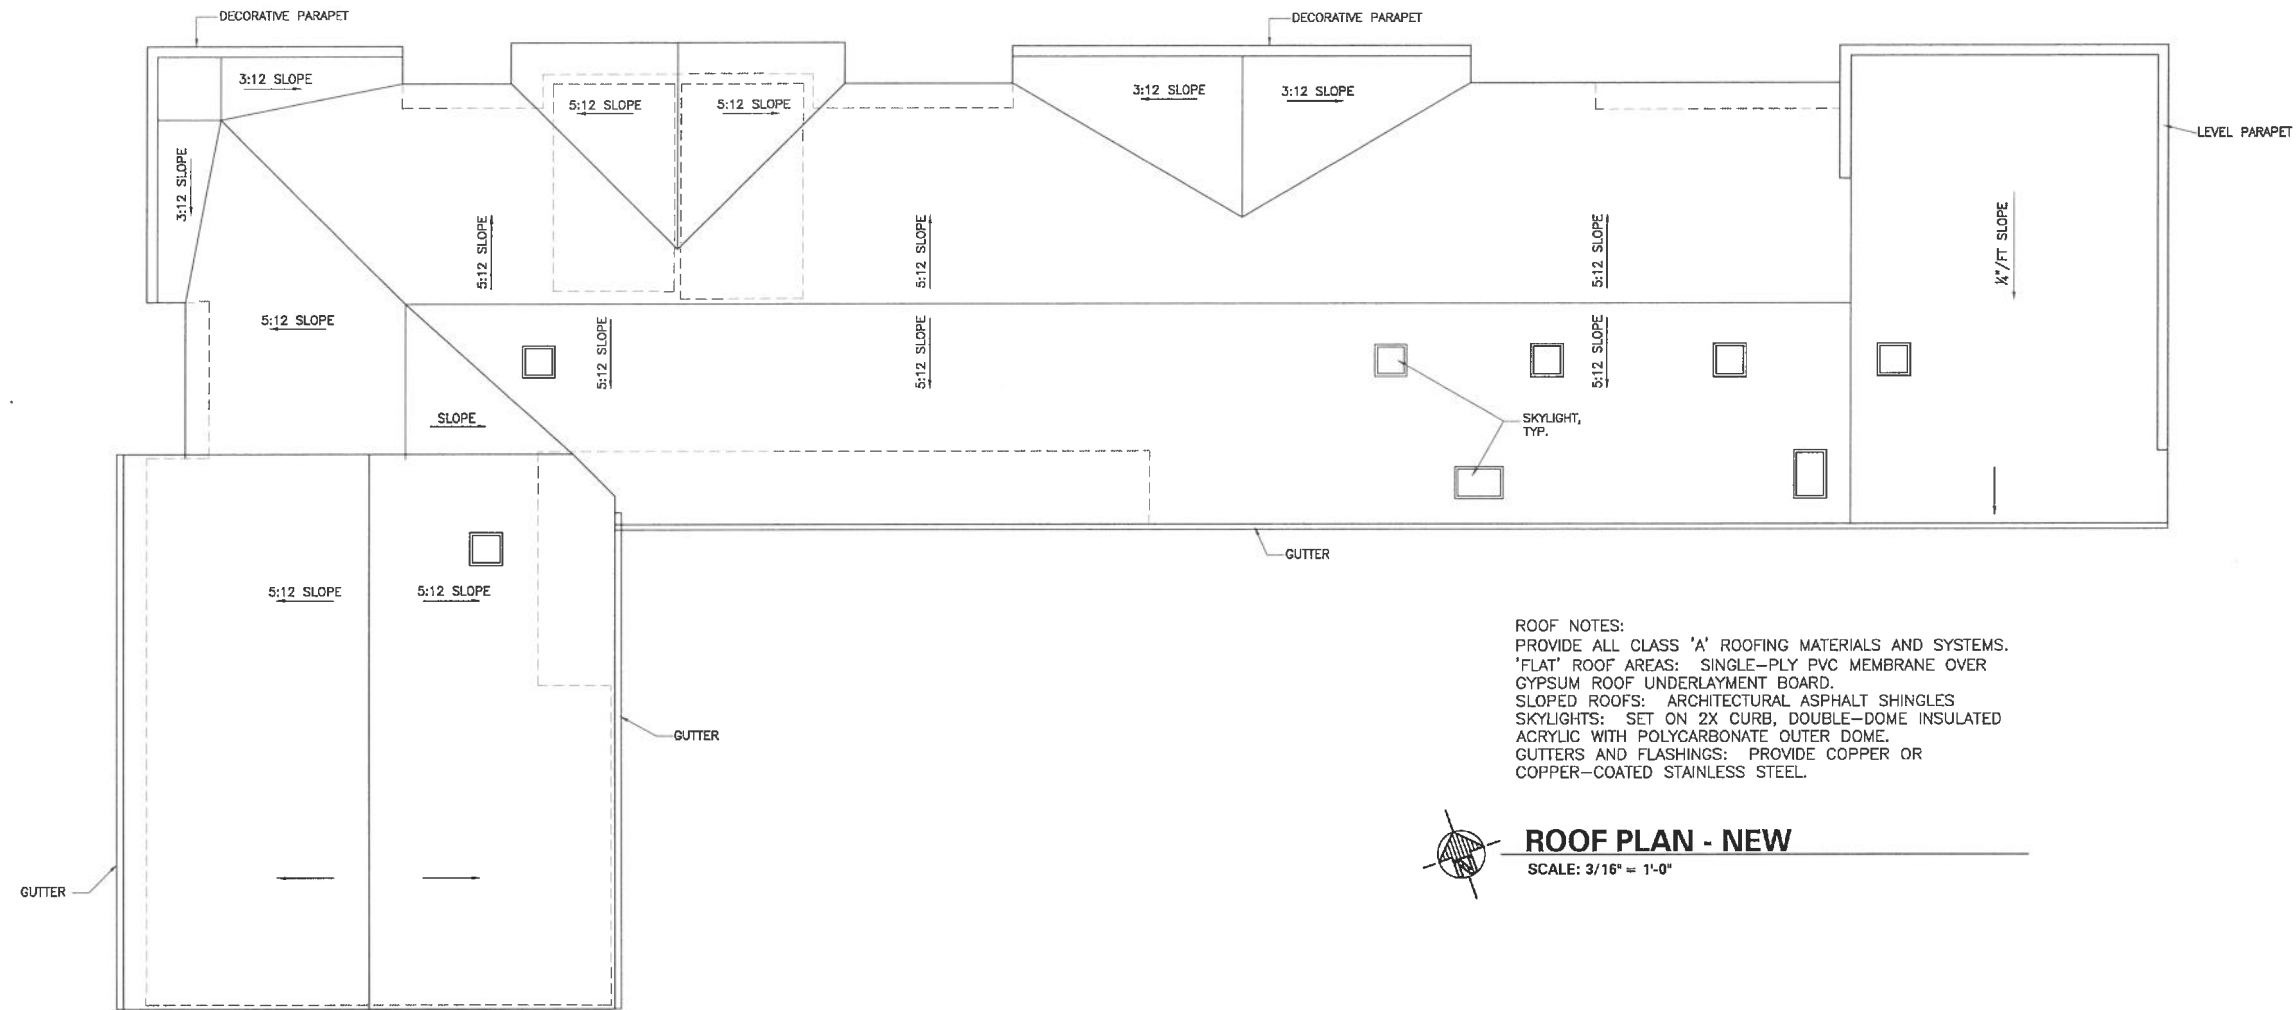 DECORATIVE PARAPET
DECORATIVE PARAPET
3:12 SLOPE
5:12 SLOPE
5:12 SLOPE
3:12 SLOPE
3:12 SLOPE
LEVEL PARAPET
3:12 SLOPE
5:12 SLOPE
5:12 SLOPE
5:12 SLOPE
¼"/FT SLOPE
5:12 SLOPE
5:12 SLOPE
5:12 SLOPE
5:12 SLOPE
SLOPE
SKYLIGHT,
TYP.
GUTTER
5:12 SLOPE
5:12 SLOPE
GUTTER
GUTTER
ROOF NOTES:
PROVIDE ALL CLASS 'A' ROOFING MATERIALS AND SYSTEMS.
'FLAT' ROOF AREAS: SINGLE-PLY PVC MEMBRANE OVER
GYPSUM ROOF UNDERLAYMENT BOARD.
SLOPED ROOFS: ARCHITECTURAL ASPHALT SHINGLES
SKYLIGHTS: SET ON 2X CURB, DOUBLE-DOME INSULATED
ACRYLIC WITH POLYCARBONATE OUTER DOME.
GUTTERS AND FLASHINGS: PROVIDE COPPER OR
COPPER-COATED STAINLESS STEEL.
N
ROOF PLAN - NEW
SCALE: 3/16" = 1'-0"